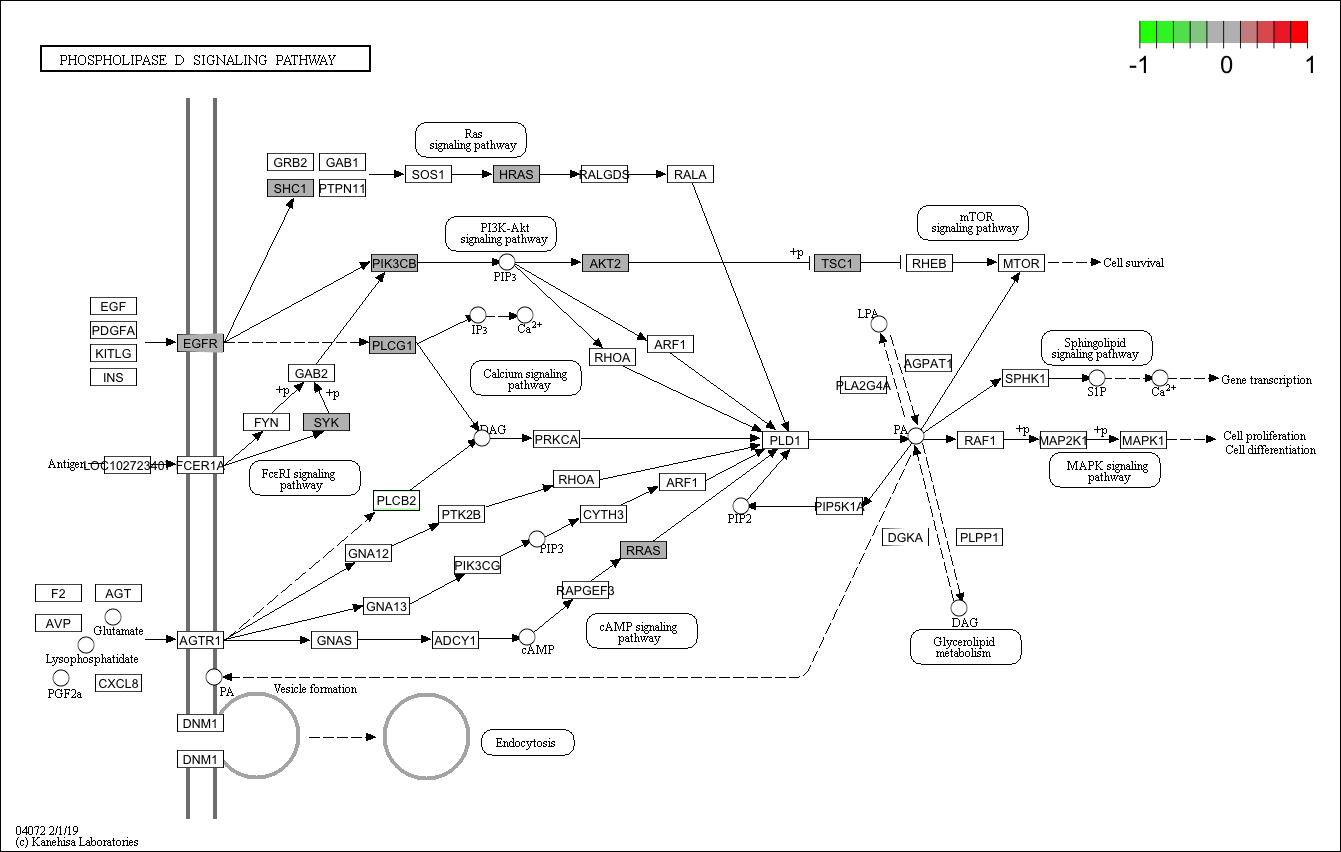 PHOSPHOLIPASE D SIGNALING PATHWAY
-1 0 1
Ras
signaling pathway
GRB2 GAB1
SHC1 PTPN11
SOS1 HRAS RALGDS RALA
PI3K-Akt
signaling pathway
mTOR
signaling pathway
+p
PIK3CB AKT2 TSC1 RHEB MTOR Cell survival
PIP3
EGF
PDGFA
KITLG
INS
EGFR
PLCG1
IP3 Ca2+
RHOA ARF1
LPA
Calcium signaling
pathway
AGPAT1
PLA2G4A
Sphingolipid
signaling pathway
SPHK1
S1P Ca2+
Gene transcription
GAB2
+p +p
FYN SYK
DAG
PRKCA PLD1 PA RAF1 +p MAP2K1 +p MAPK1
Cell proliferation
Cell differentiation
MAPK signaling
pathway
Antigen FCER1A
FcεRI signaling
pathway
PLCB2
RHOA
ARF1
PTK2B
CYTH3
PIP2 PIP5K1A
DGKA PLPP1
GNA12
PIK3CG
PIP3
RRAS
RAPGEF3
GNA13
F2 AGT
AVP
Glutamate
AGTR1 GNAS ADCY1 cAMP
cAMP signaling
pathway
DAG
Glycerolipid
metabolism
Lysophosphatidate
PGF2a CXCL8
PA
Vesicle formation
DNM1
Endocytosis
DNM1
04072 2/1/19
(c) Kanehisa Laboratories